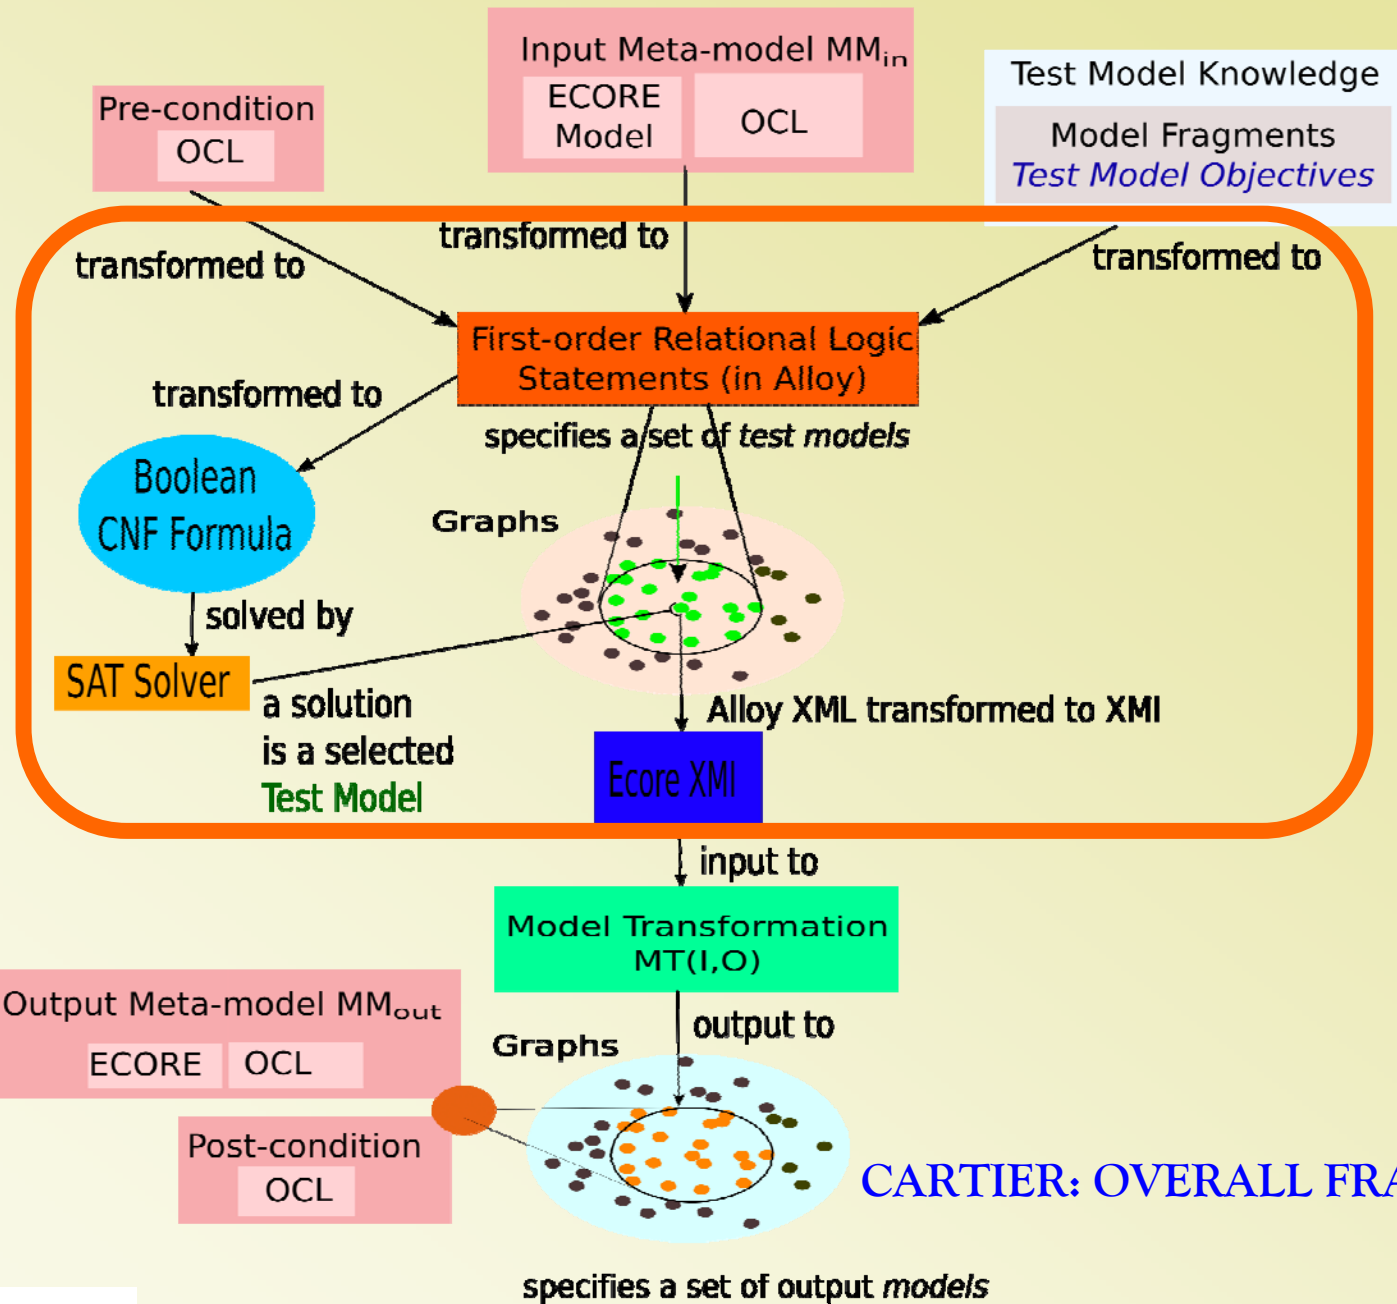 Input Meta-model MMin
ECORE
Model
OCL
Pre-condition
OCL
Test Model Knowledge
Model Fragments
Test Model Objectives
transformed to
transformed to
transformed to
First-order Relational Logic
Statements (in Alloy)
transformed to
specifies a set of test models
Boolean
CNF Formula
Graphs
solved by
SAT Solver
a solution
is a selected
Test Model
Alloy XML transformed to XMI
Ecore XMI
input to
Model Transformation
MT(I,O)
output to
Output Meta-model MMout
ECORE
OCL
Graphs
Post-condition
OCL
CARTIER: OVERALL FRA
specifies a set of output models